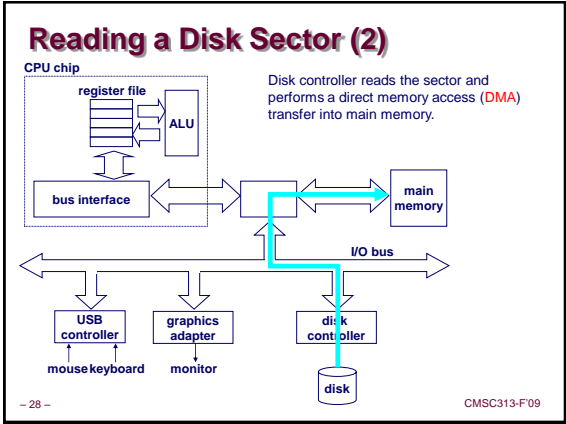 Reading a Disk Sector (2)
CPU chip
Disk controller reads the sector and
performs a direct memory access (DMA)
transfer into main memory.
register file
ALU
bus interface
main
memory
I/O bus
USB
controller
graphics
adapter
disk
controller
mouse keyboard
monitor
disk
– 28 –
CMSC313-F'09